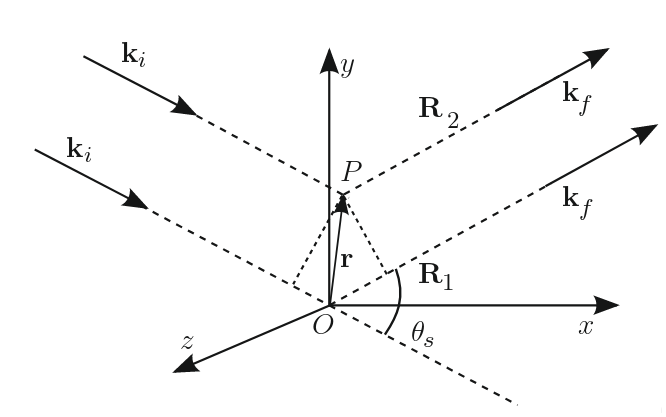 k_i
y
R_2
k_f
k_i
P
k_f
r
R_1
O
x
z
θ_s